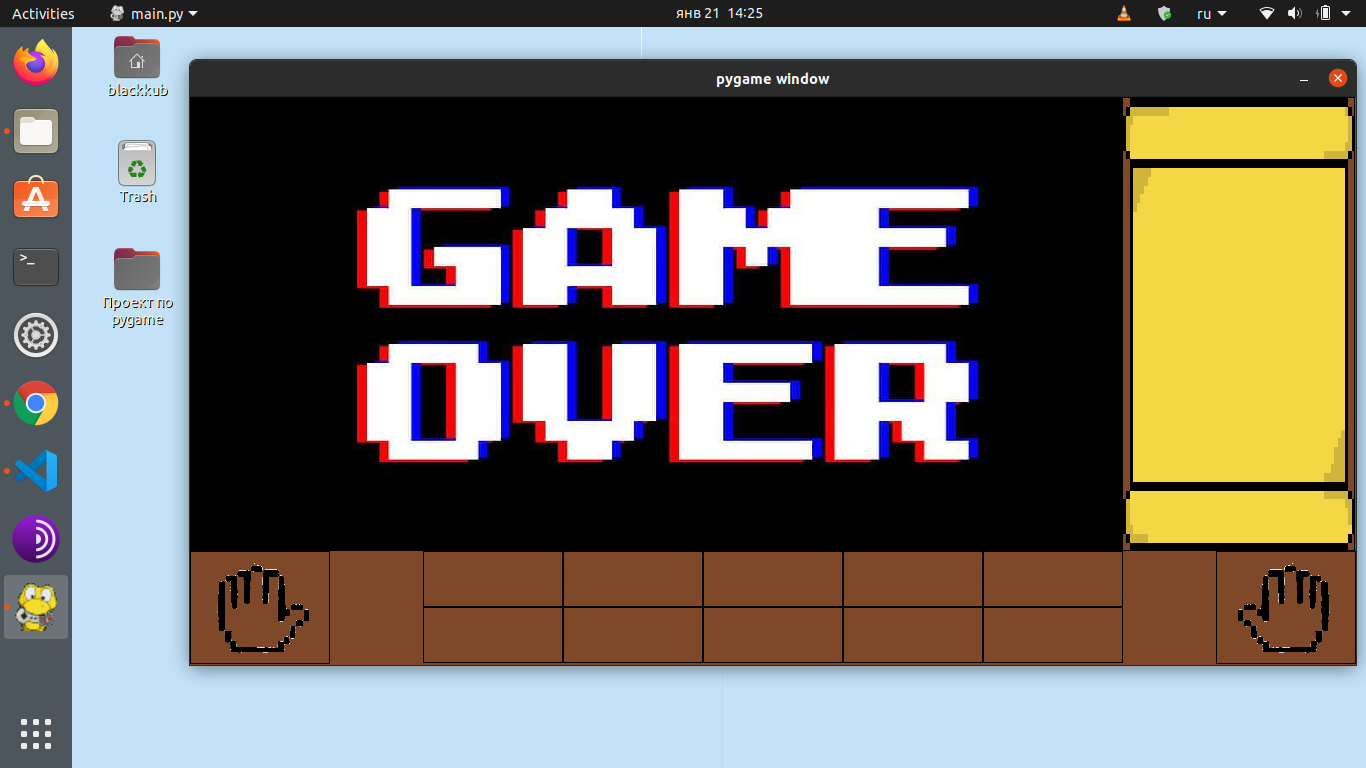 Activities
main.py
янв 21 14:25
ru
blackkub
Trash
Проект по
pygame
pygame window
GAME
OVER